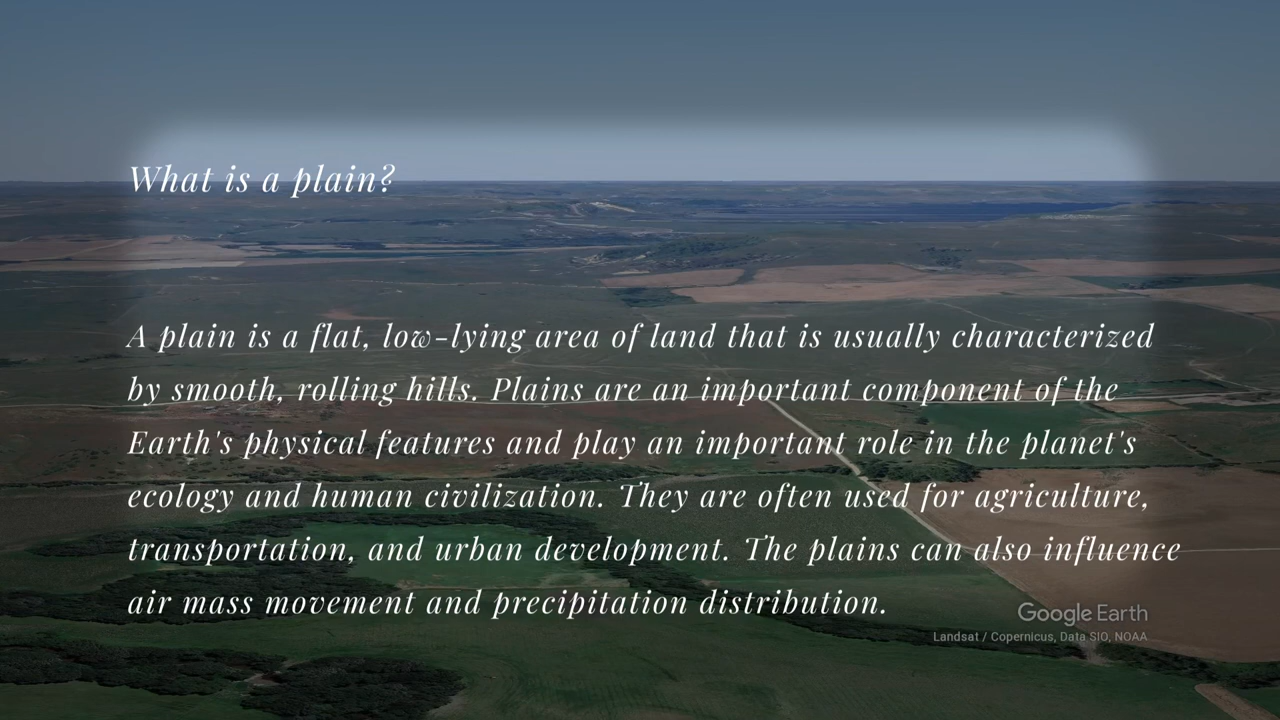 What is a plain?
A plain is a flat, low-lying area of land that is usually characterized
by smooth, rolling hills. Plains are an important component of the
Earth's physical features and play an important role in the planet's
ecology and human civilization. They are often used for agriculture,
transportation, and urban development. The plains can also influence
air mass movement and precipitation distribution.
Google Earth
Landsat / Copernicus, Data SIO, NOAA